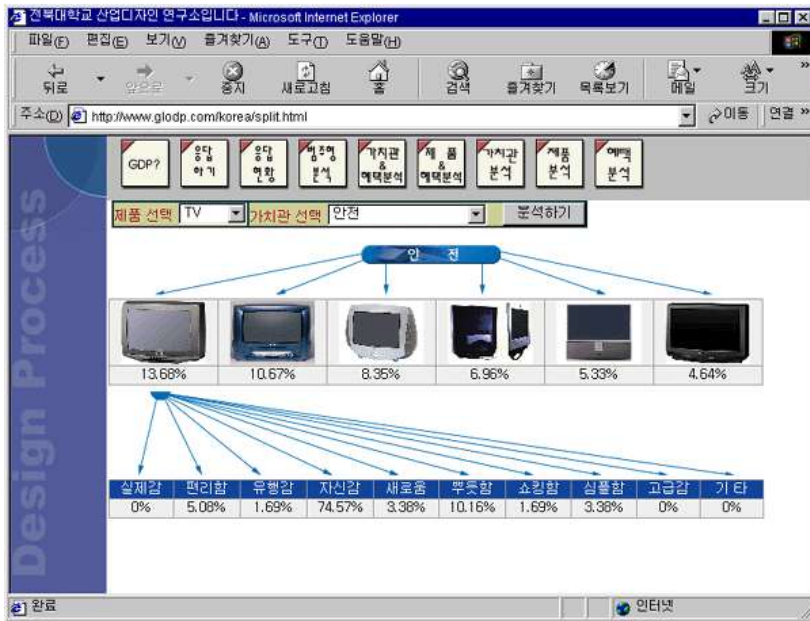 전북대학교 산업디자인 연구소입니다 - Microsoft Internet Explorer
파일(F) 편집(E) 보기(V) 즐겨찾기(A) 도구(T) 도움말(H)
뒤로 앞으로 중지 새로고침 홈 검색 즐겨찾기 목록보기 메일 크기 »
주소(D) http://www.glodp.com/korea/split.html 이동 연결 »
GDP? 응답하기 응답현황 범주형분석 가치관&혜택분석 제품&혜택분석 가치관분석 제품분석 혜택분석
제품 선택 TV 가치관 선택 안전 분석하기
안 전
13.68% 10.67% 8.35% 6.96% 5.33% 4.64%
실제감 편리함 유행감 자신감 새로움 뿌듯함 쇼킹함 심플함 고급감 기 타
0% 5.08% 1.69% 74.57% 3.38% 10.16% 1.69% 3.38% 0% 0%
Design Process
완료 인터넷